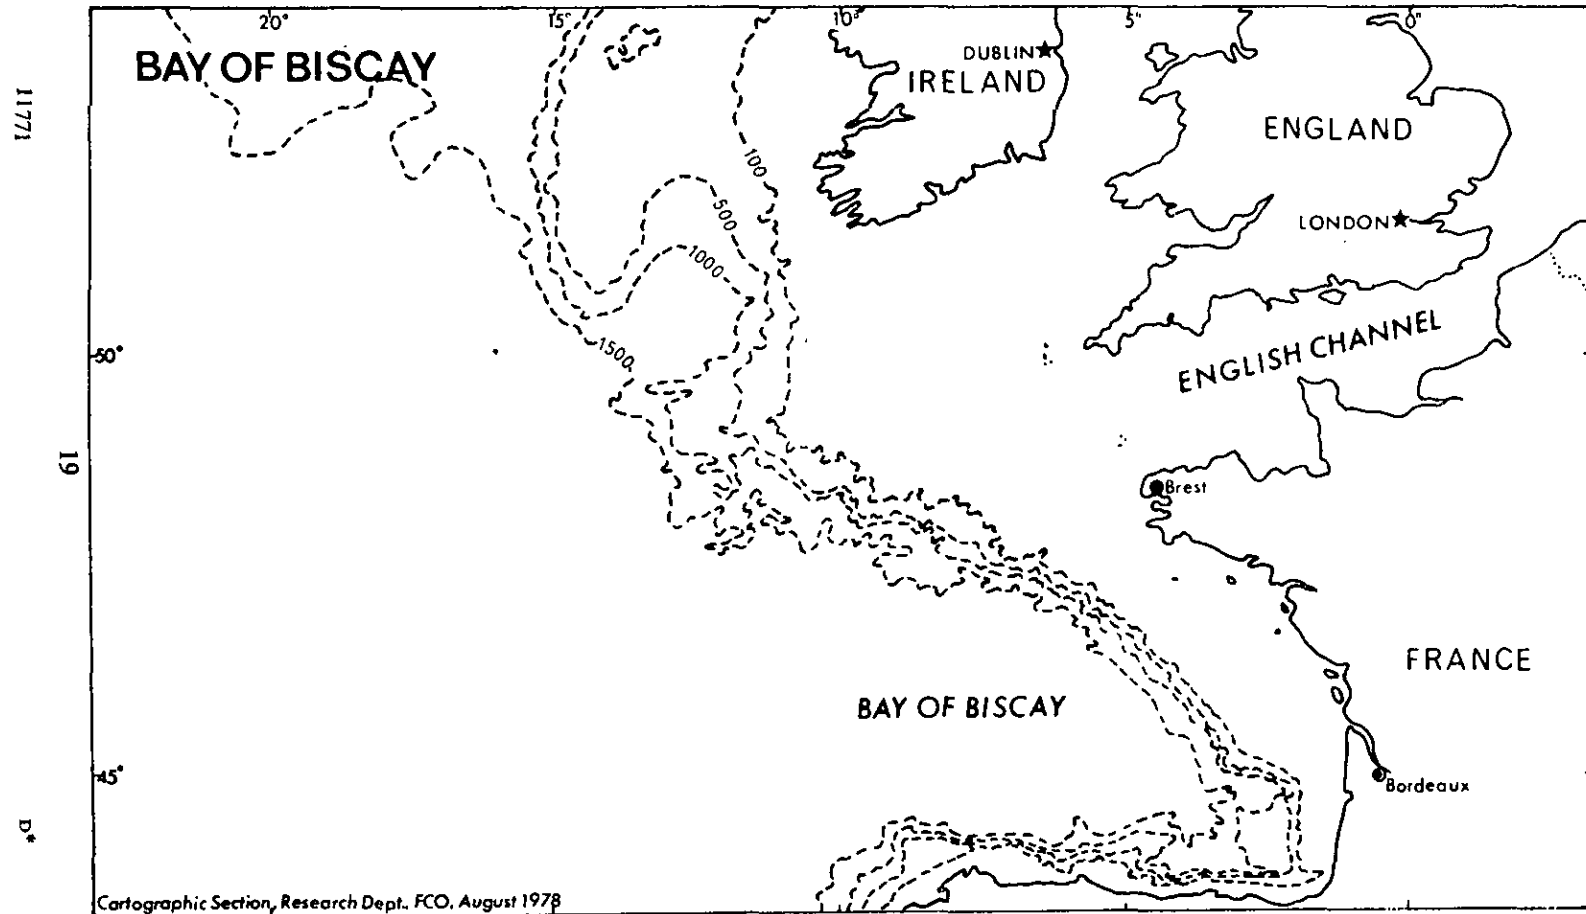 20° 15° 10° 5° 0°
BAY OF BISCAY
DUBLIN
IRELAND
ENGLAND
11771
100
500
LONDON
1000
ENGLISH CHANNEL
1500
50°
19
Brest
FRANCE
BAY OF BISCAY
45°
Bordeaux
D*
Cartographic Section, Research Dept., FCO, August 1978